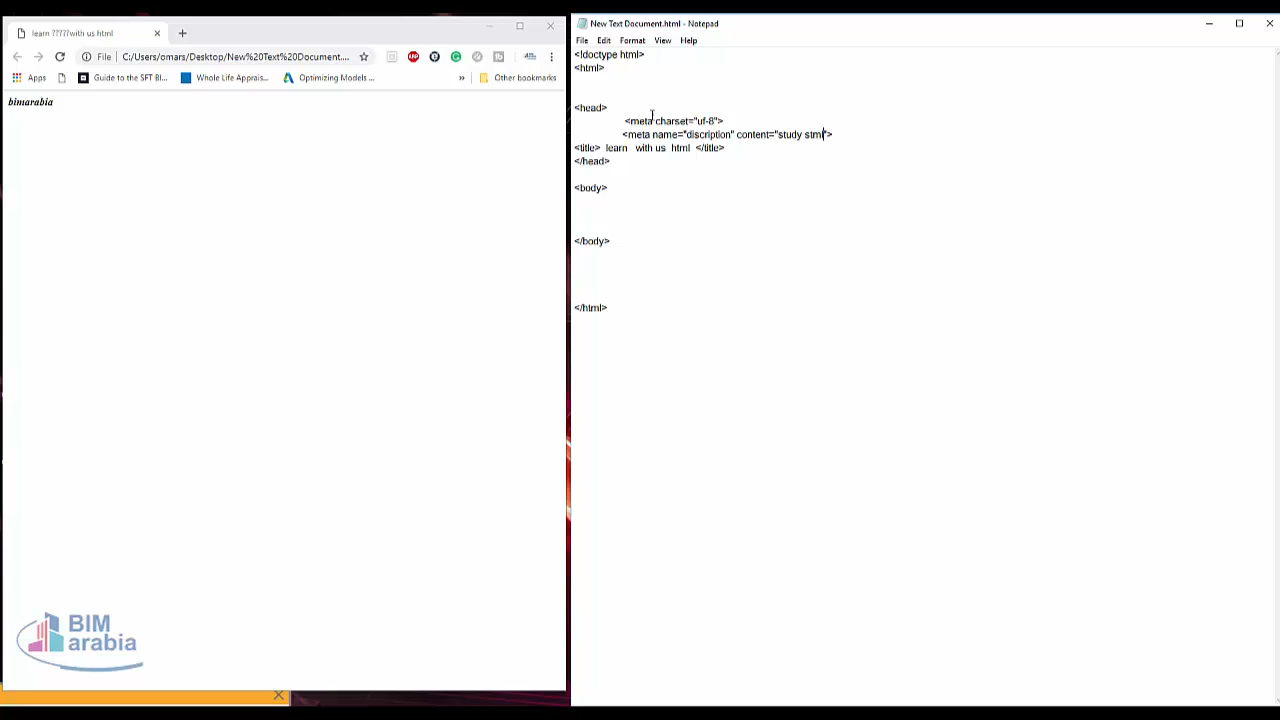 learn ?????with us html
File
C:/Users/omars/Desktop/New%20Text%20Document....
Apps
Guide to the SFT BI...
Whole Life Apprais...
Optimizing Models ...
»
Other bookmarks
bimarabia
BIM
arabia
New Text Document.html - Notepad
File Edit Format View Help
<!doctype html>
<html>
<head>
<meta charset="uf-8">
<meta name="discription" content="study stml">
<title> learn with us html </title>
</head>
<body>
</body>
</html>